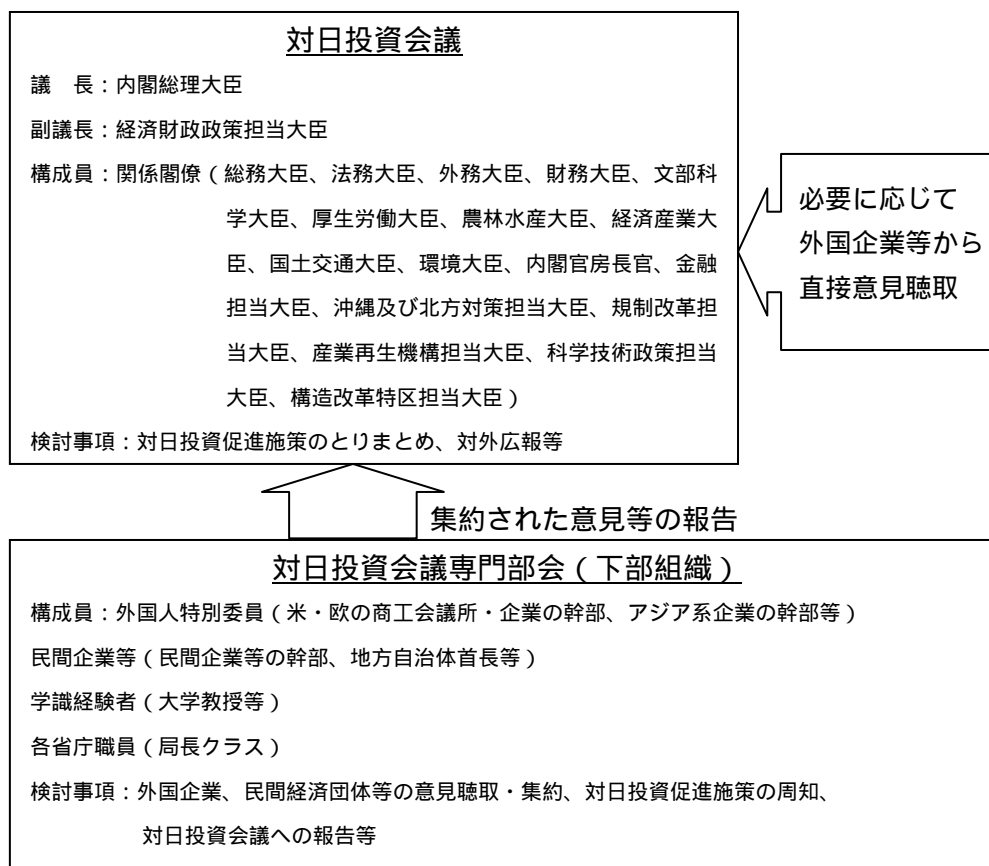 対日投資会議
議　長：内閣総理大臣
副議長：経済財政政策担当大臣
構成員：関係閣僚（総務大臣、法務大臣、外務大臣、財務大臣、文部科
学大臣、厚生労働大臣、農林水産大臣、経済産業大
臣、国土交通大臣、環境大臣、内閣官房長官、金融
担当大臣、沖縄及び北方対策担当大臣、規制改革担
当大臣、産業再生機構担当大臣、科学技術政策担当
大臣、構造改革特区担当大臣）
検討事項：対日投資促進施策のとりまとめ、対外広報等
必要に応じて
外国企業等から
直接意見聴取
集約された意見等の報告
対日投資会議専門部会（下部組織）
構成員：外国人特別委員（米・欧の商工会議所・企業の幹部、アジア系企業の幹部等）
民間企業等（民間企業等の幹部、地方自治体首長等）
学識経験者（大学教授等）
各省庁職員（局長クラス）
検討事項：外国企業、民間経済団体等の意見聴取・集約、対日投資促進施策の周知、
対日投資会議への報告等